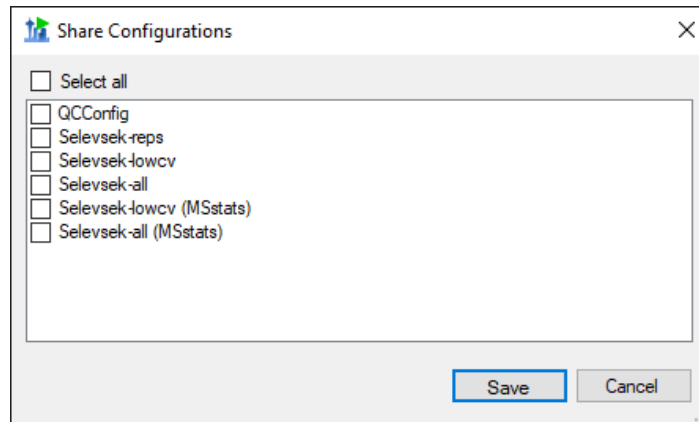 Share Configurations
Select all
QCConfig
Selevsek-reps
Selevsek-lowcv
Selevsek-all
Selevsek-lowcv (MSstats)
Selevsek-all (MSstats)
Save Cancel